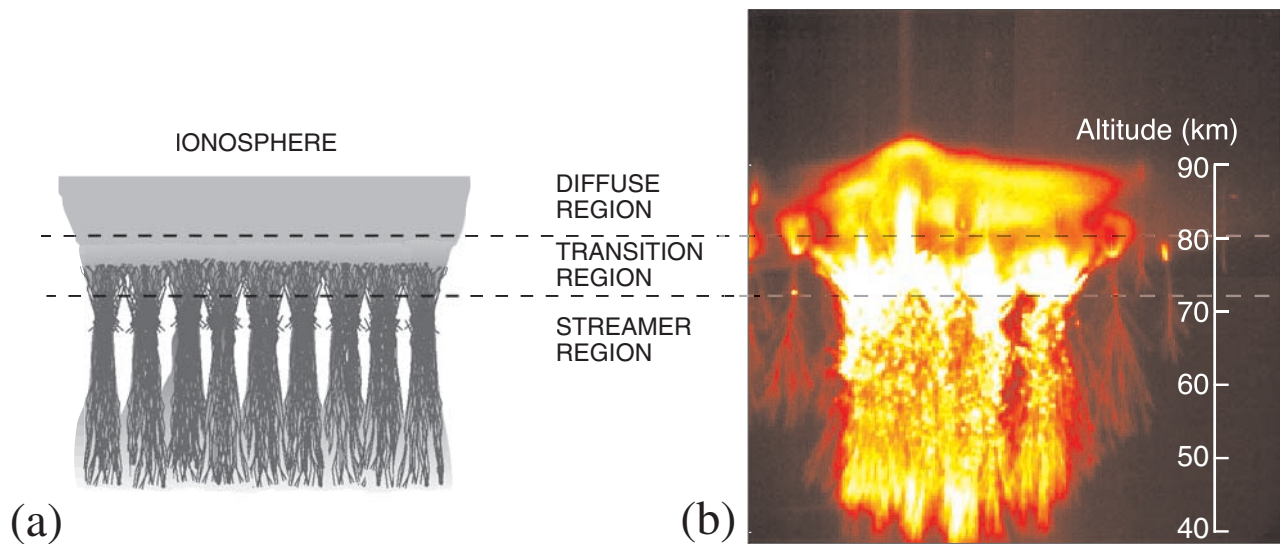 IONOSPHERE
DIFFUSE
REGION
TRANSITION
REGION
STREAMER
REGION
(a)
Altitude (km)
90
80
70
60
50
40
(b)